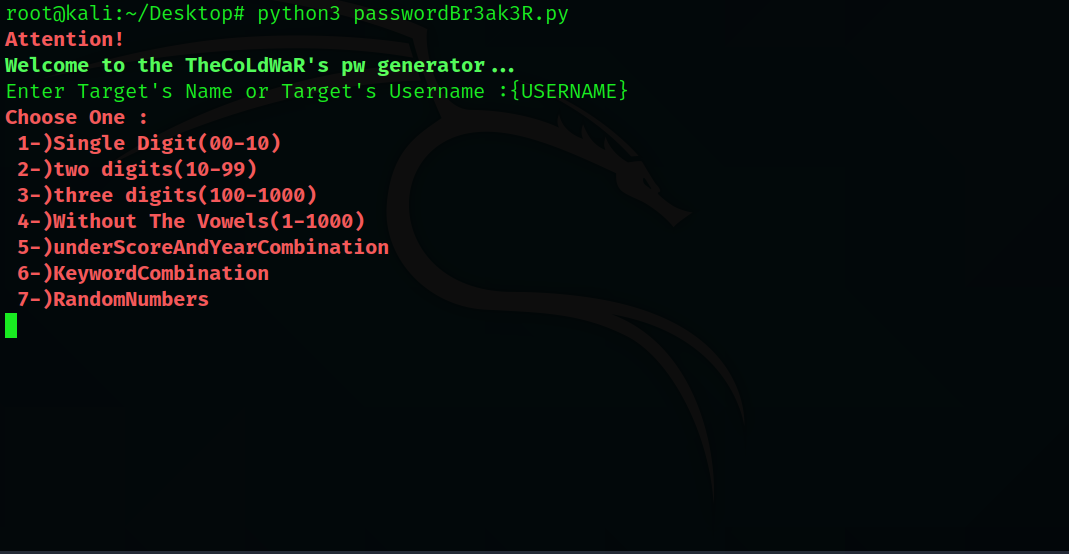 root@kali:~/Desktop# python3 passwordBr3ak3R.py
Attention!
Welcome to the TheCoLdWaR's pw generator...
Enter Target's Name or Target's Username :{USERNAME}
Choose One :
1-)Single Digit(00-10)
2-)two digits(10-99)
3-)three digits(100-1000)
4-)Without The Vowels(1-1000)
5-)underScoreAndYearCombination
6-)KeywordCombination
7-)RandomNumbers